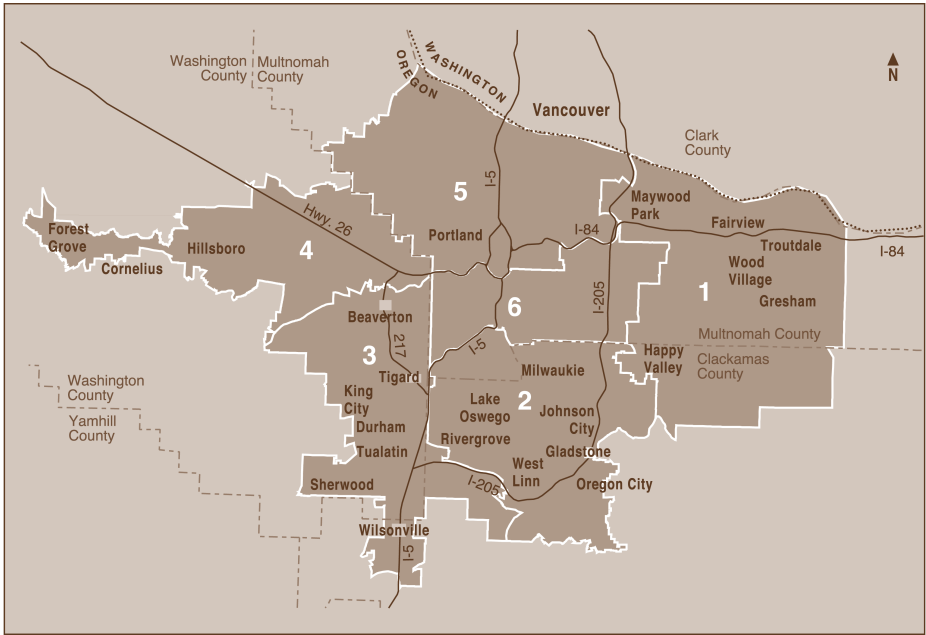 Washington
County
Multnomah
County
OREGON
WASHINGTON
N
Vancouver
Clark
County
I-5
5
Maywood
Park
Hwy. 26
Fairview
Forest
Grove
Portland
I-84
Hillsboro
4
Troutdale
I-84
Cornelius
Wood
Village
1
I-205
Gresham
6
Beaverton
Multnomah County
217
I-5
3
Happy
Valley
Clackamas
County
Milwaukie
Tigard
Washington
County
King
City
Lake
Oswego
2
Johnson
City
Yamhill
County
Durham
Rivergrove
Tualatin
Gladstone
West
Linn
Sherwood
I-205
Oregon City
Wilsonville
I-5